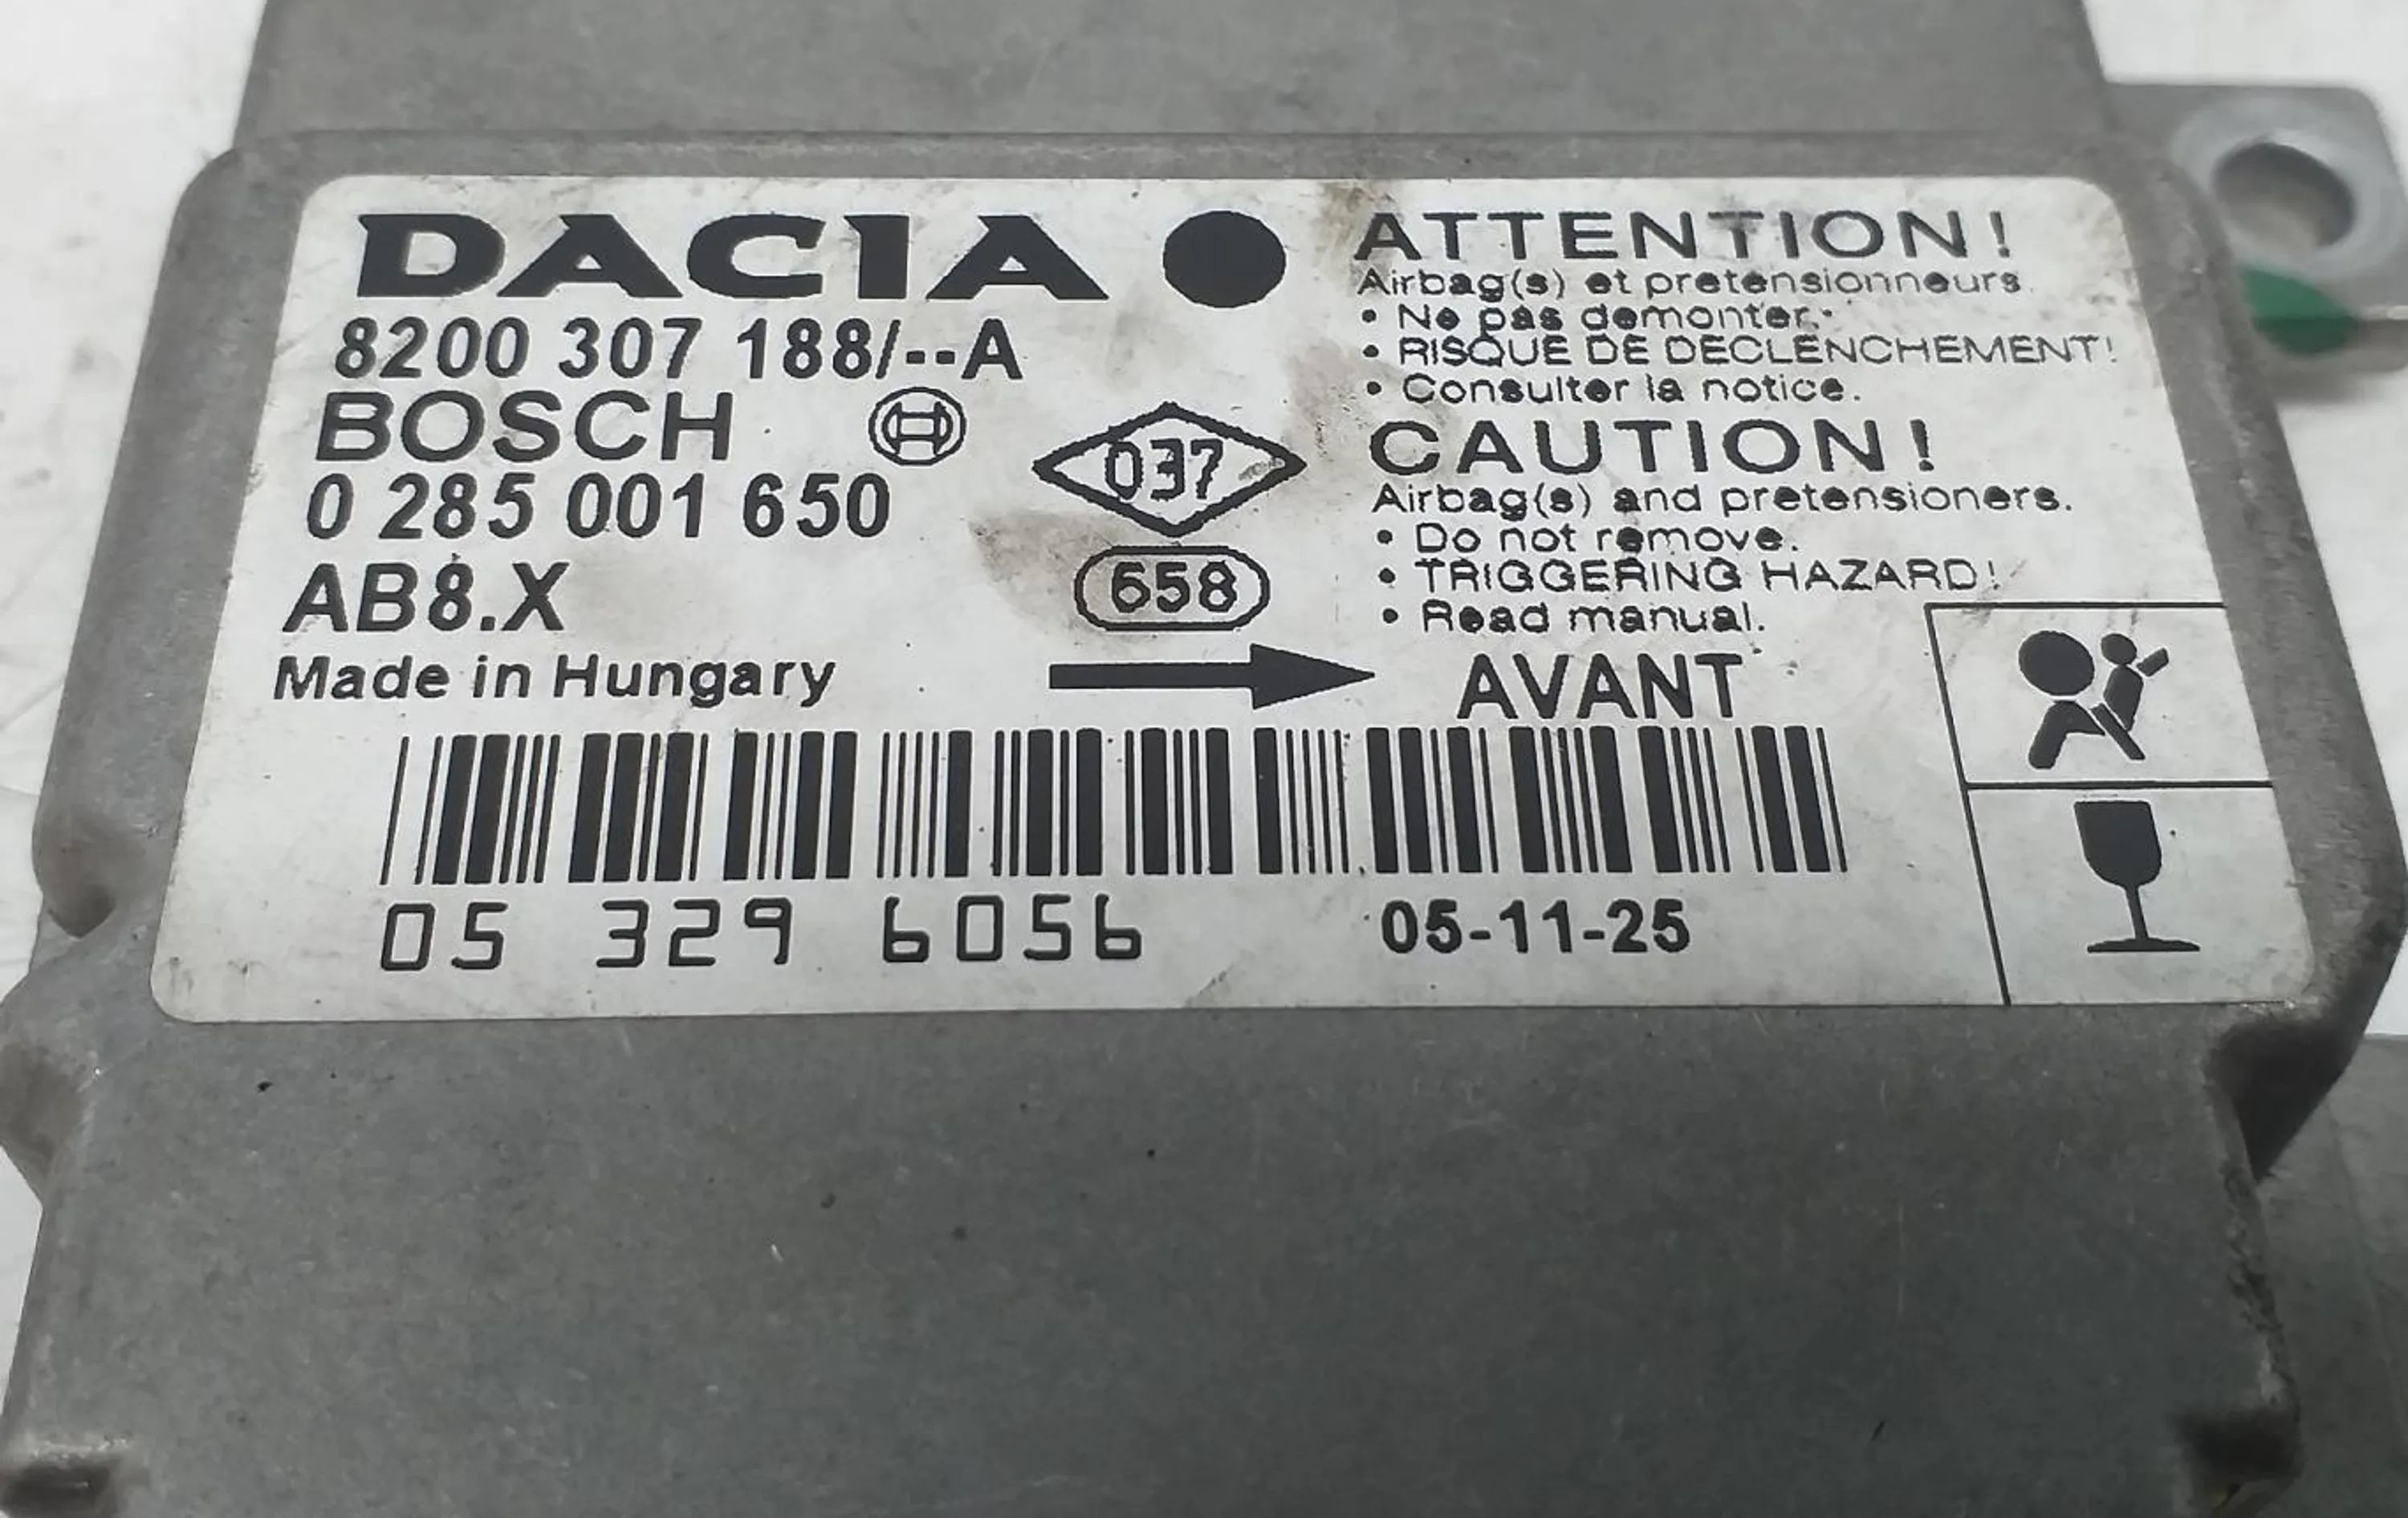 DACIA
8200 307 188/--A
BOSCH
0 285 001 650
AB8.X
Made in Hungary
037
658
ATTENTION!
Airbag(s) et pretensionneurs.
• Ne pas demonter.
• RISQUE DE DECLENCHEMENT!
• Consulter la notice.
CAUTION!
Airbag(s) and pretensioners.
• Do not remove.
• TRIGGERING HAZARD!
• Read manual.
AVANT
05 329 6056
05-11-25